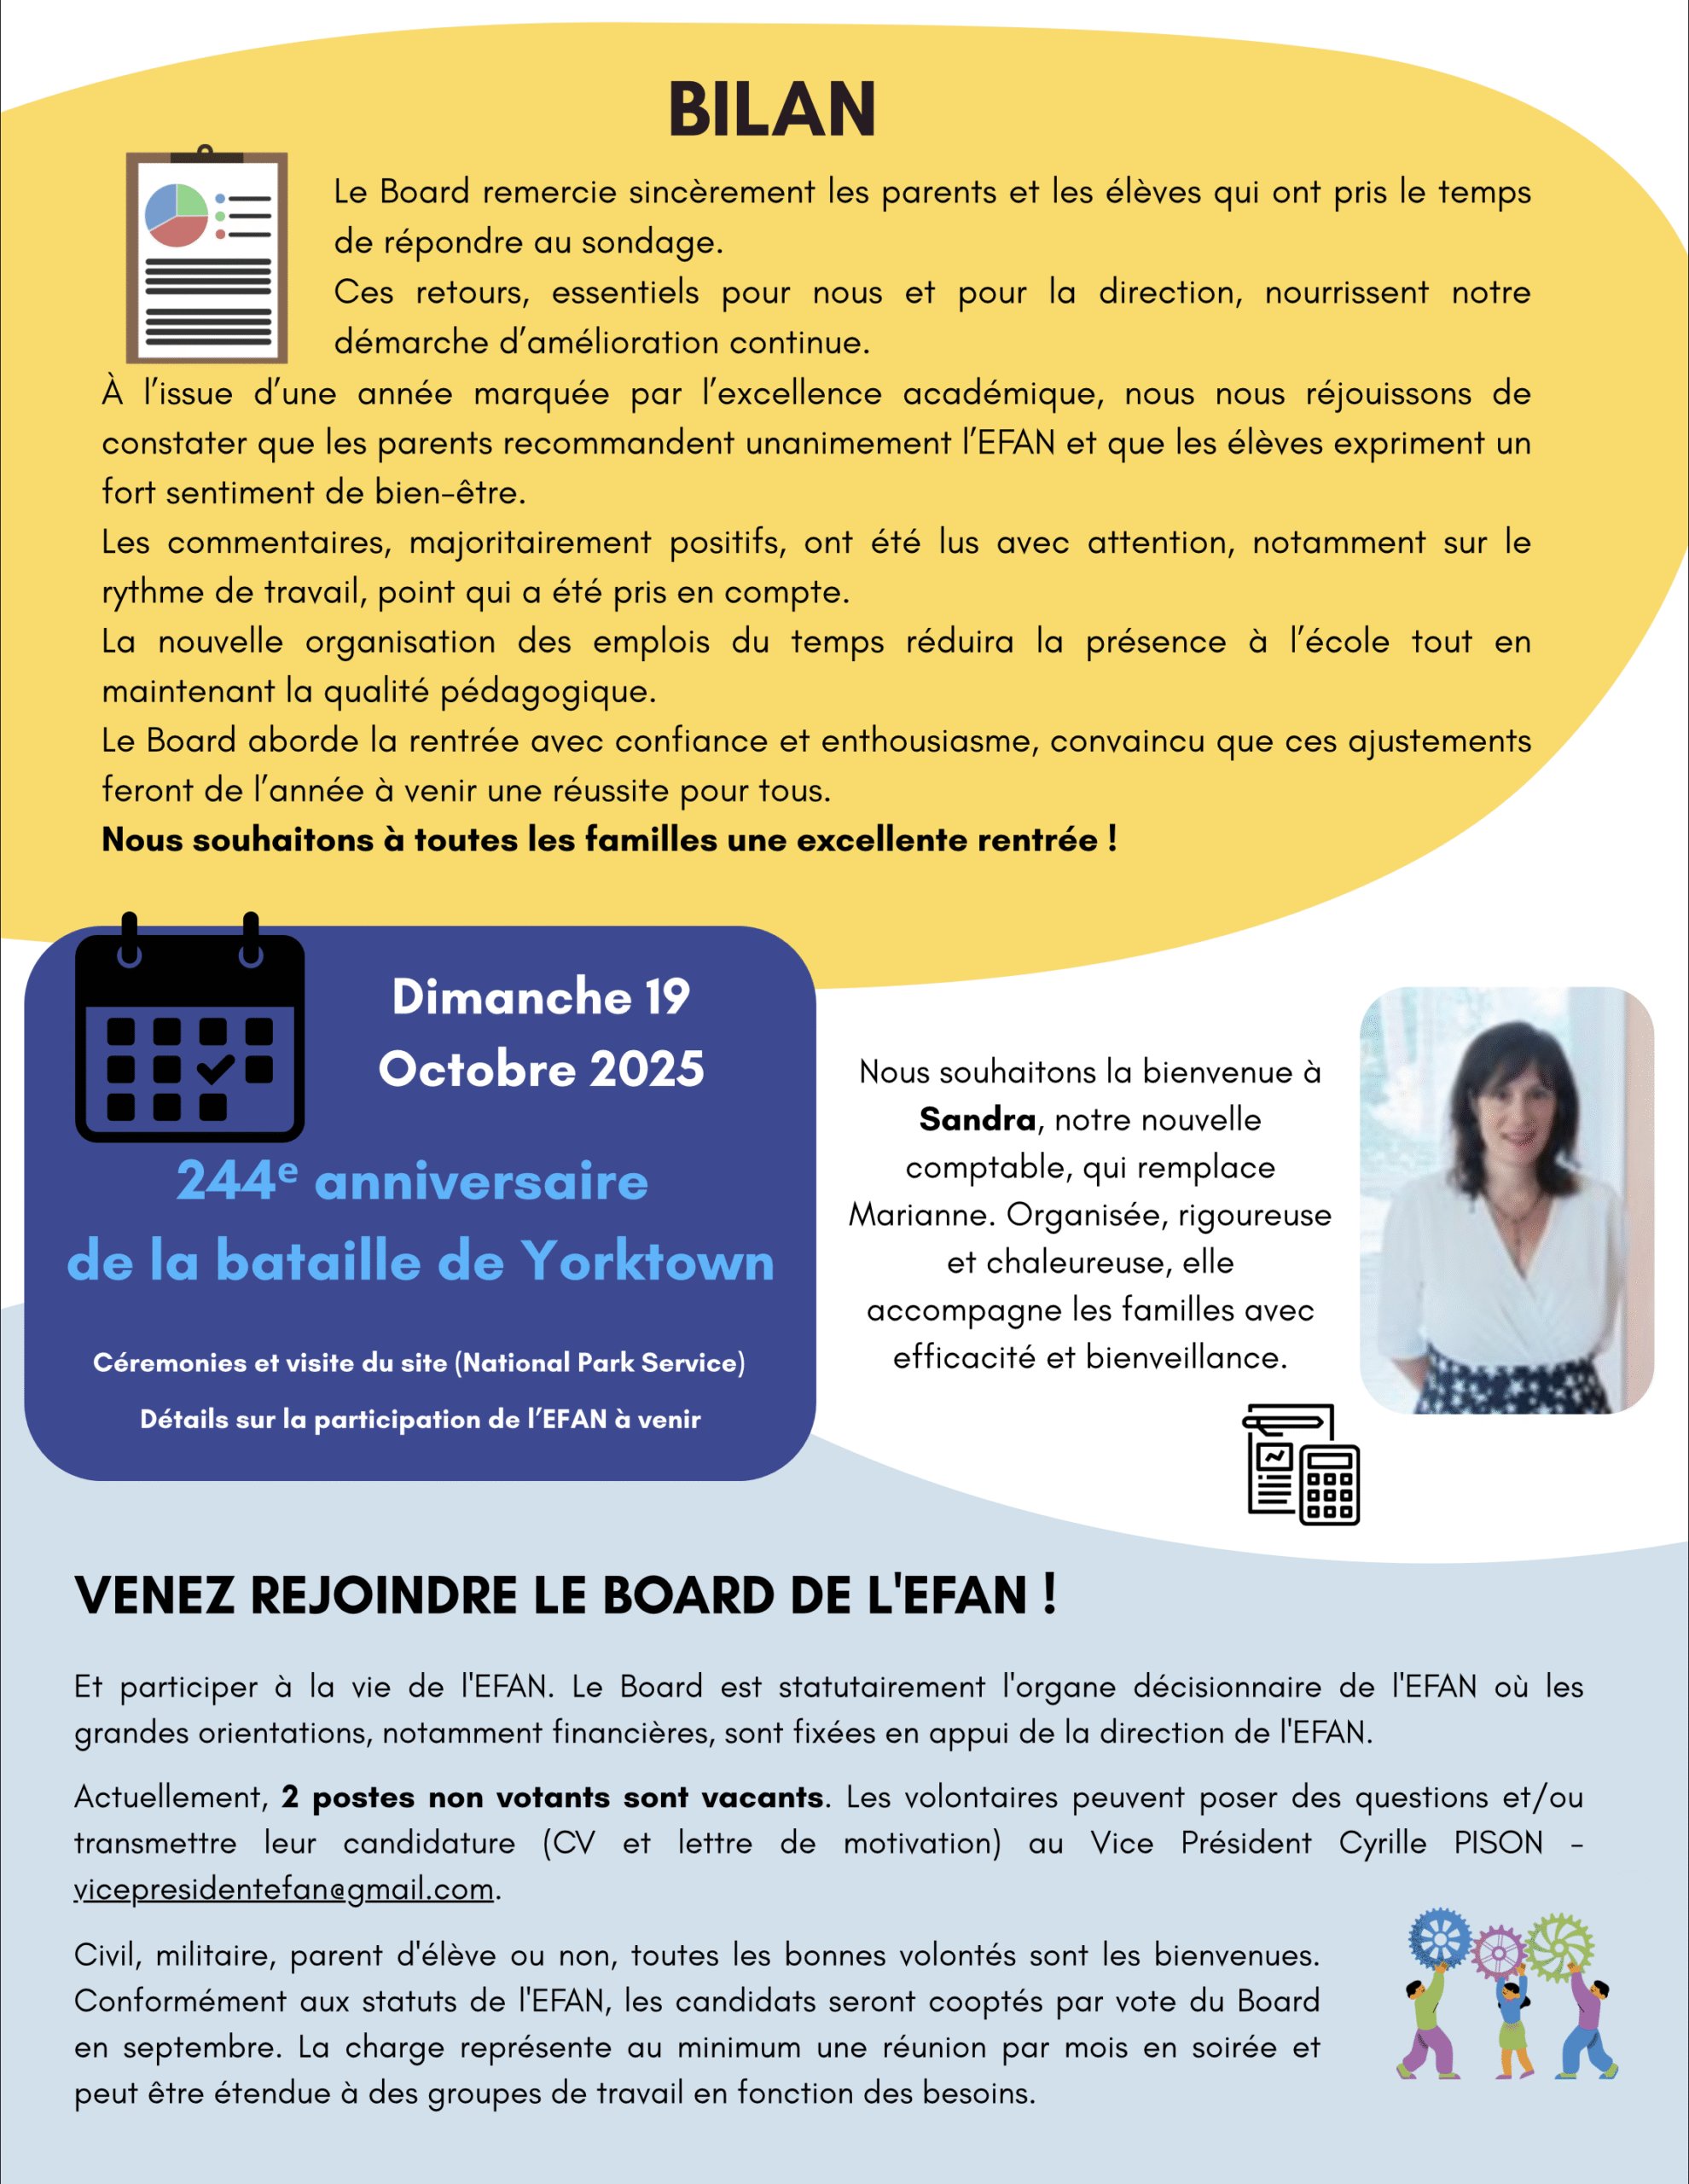 BILAN
Le Board remercie sincèrement les parents et les élèves qui ont pris le temps
de répondre au sondage.
Ces retours, essentiels pour nous et pour la direction, nourrissent notre
démarche d’amélioration continue.
À l’issue d’une année marquée par l’excellence académique, nous nous réjouissons de
constater que les parents recommandent unanimement l’EFAN et que les élèves expriment un
fort sentiment de bien-être.
Les commentaires, majoritairement positifs, ont été lus avec attention, notamment sur le
rythme de travail, point qui a été pris en compte.
La nouvelle organisation des emplois du temps réduira la présence à l’école tout en
maintenant la qualité pédagogique.
Le Board aborde la rentrée avec confiance et enthousiasme, convaincu que ces ajustements
feront de l’année à venir une réussite pour tous.
Nous souhaitons à toutes les familles une excellente rentrée !
Dimanche 19
Octobre 2025
244e anniversaire
de la bataille de Yorktown
Céremonies et visite du site (National Park Service)
Détails sur la participation de l’EFAN à venir
Nous souhaitons la bienvenue à
Sandra, notre nouvelle
comptable, qui remplace
Marianne. Organisée, rigoureuse
et chaleureuse, elle
accompagne les familles avec
efficacité et bienveillance.
VENEZ REJOINDRE LE BOARD DE L'EFAN !
Et participer à la vie de l'EFAN. Le Board est statutairement l'organe décisionnaire de l'EFAN où les
grandes orientations, notamment financières, sont fixées en appui de la direction de l'EFAN.
Actuellement, 2 postes non votants sont vacants. Les volontaires peuvent poser des questions et/ou
transmettre leur candidature (CV et lettre de motivation) au Vice Président Cyrille PISON -
vicepresidentefan@gmail.com.
Civil, militaire, parent d'élève ou non, toutes les bonnes volontés sont les bienvenues.
Conformément aux statuts de l'EFAN, les candidats seront cooptés par vote du Board
en septembre. La charge représente au minimum une réunion par mois en soirée et
peut être étendue à des groupes de travail en fonction des besoins.